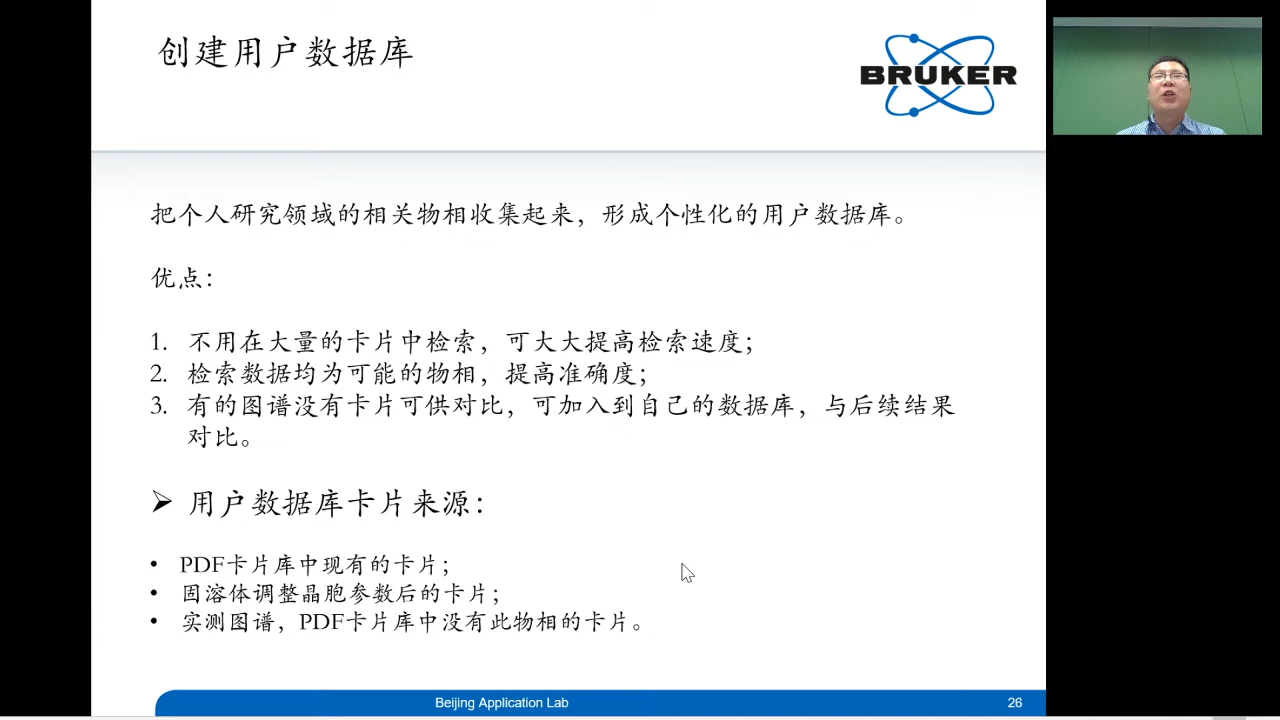 创建用户数据库
BRUKER
把个人研究领域的相关物相收集起来，形成个性化的用户数据库。
优点：
1. 不用在大量的卡片中检索，可大大提高检索速度；
2. 检索数据均为可能的物相，提高准确度；
3. 有的图谱没有卡片可供对比，可加入到自己的数据库，与后续结果
对比。
➢ 用户数据库卡片来源：
• PDF卡片库中现有的卡片；
• 固溶体调整晶胞参数后的卡片；
• 实测图谱，PDF卡片库中没有此物相的卡片。
Beijing Application Lab
26